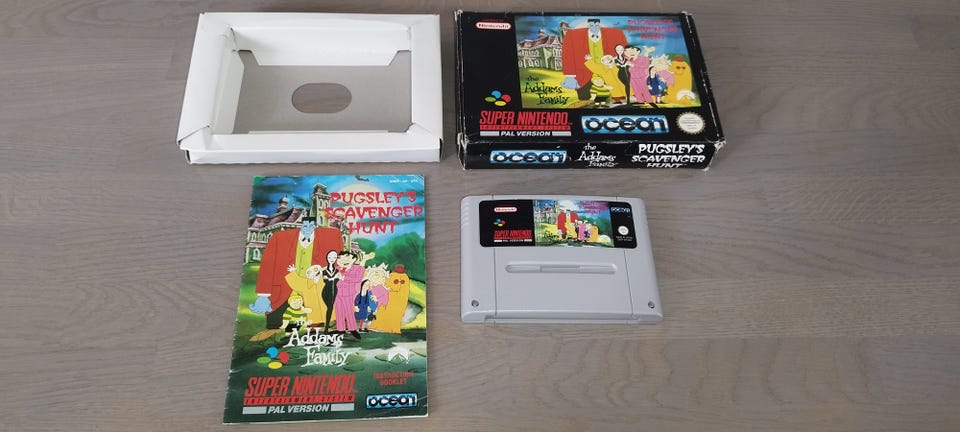 Nintendo
PUGSLEY'S
SCAVENGER
HUNT
the
Addams
Family
SUPER NINTENDO
ENTERTAINMENT SYSTEM
PAL VERSION
ocean
ocean
the
Addams
Family
PUGSLEY'S
SCAVENGER
HUNT
PUGSLEY'S
SCAVENGER
HUNT
the
Addams
Family
INSTRUCTION
BOOKLET
SUPER NINTENDO
ENTERTAINMENT SYSTEM
PAL VERSION
ocean
Nintendo
ocean
SUPER NINTENDO
PAL VERSION